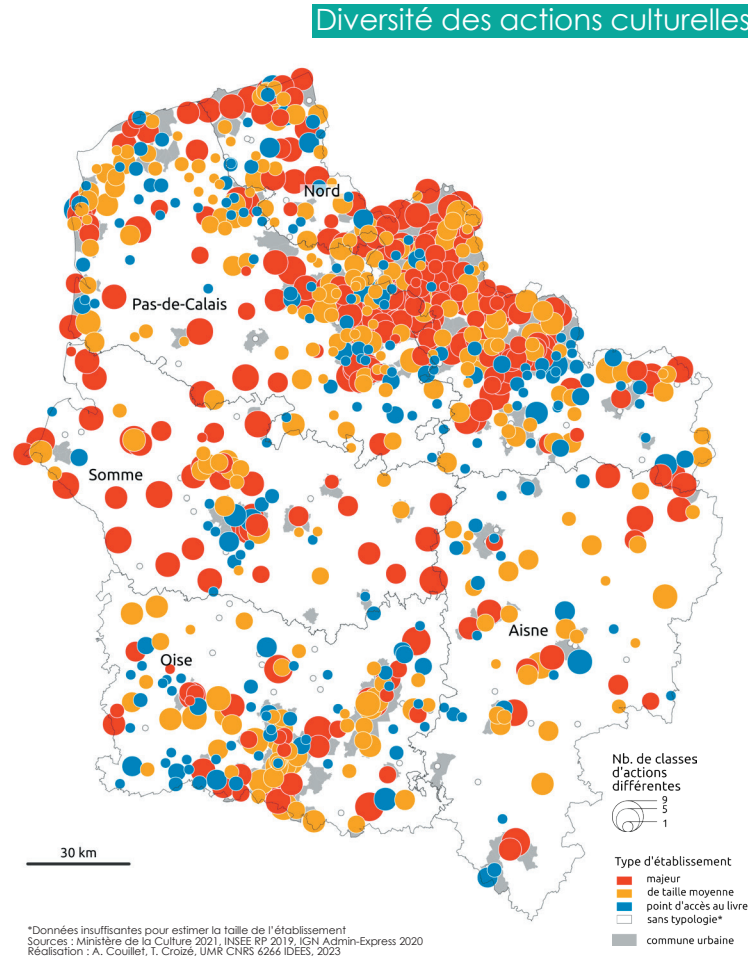 Diversité des actions culturelles
Nord
Pas-de-Calais
Somme
Aisne
Oise
Nb. de classes
d'actions
différentes
9
5
1
30 km
Type d'établissement
majeur
de taille moyenne
point d'accès au livre
sans typologie*
commune urbaine
*Données insuffisantes pour estimer la taille de l'établissement
Sources : Ministère de la Culture 2021, INSEE RP 2019, IGN Admin-Express 2020
Réalisation : A. Couillet, T. Croizé, UMR CNRS 6266 IDEES, 2023